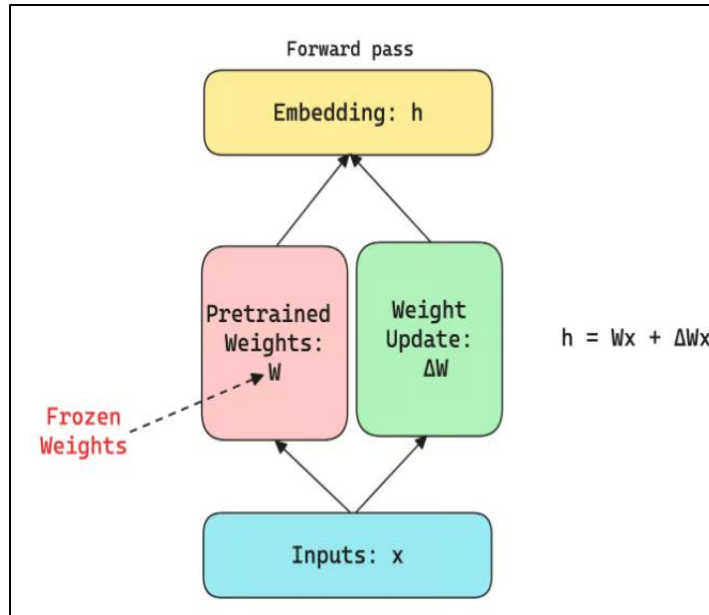 Forward pass
Embedding: h
Pretrained
Weights:
W
Weight
Update:
ΔW
h = Wx + ΔWx
Frozen
Weights
Inputs: x